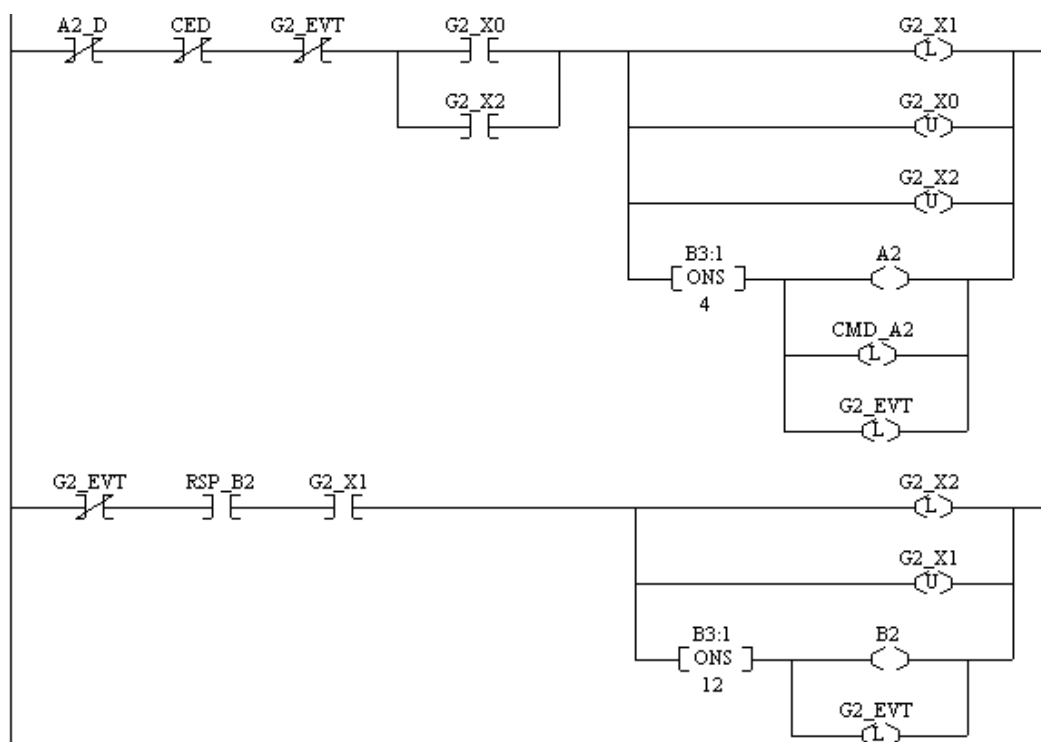 A2_D CED G2_EVT G2_X0 G2_X1
L
G2_X2 G2_X0
U
G2_X2
U
B3:1 A2
ONS
4
CMD_A2
L
G2_EVT
L
G2_EVT RSP_B2 G2_X1 G2_X2
L
G2_X1
U
B3:1 B2
ONS
12
G2_EVT
L